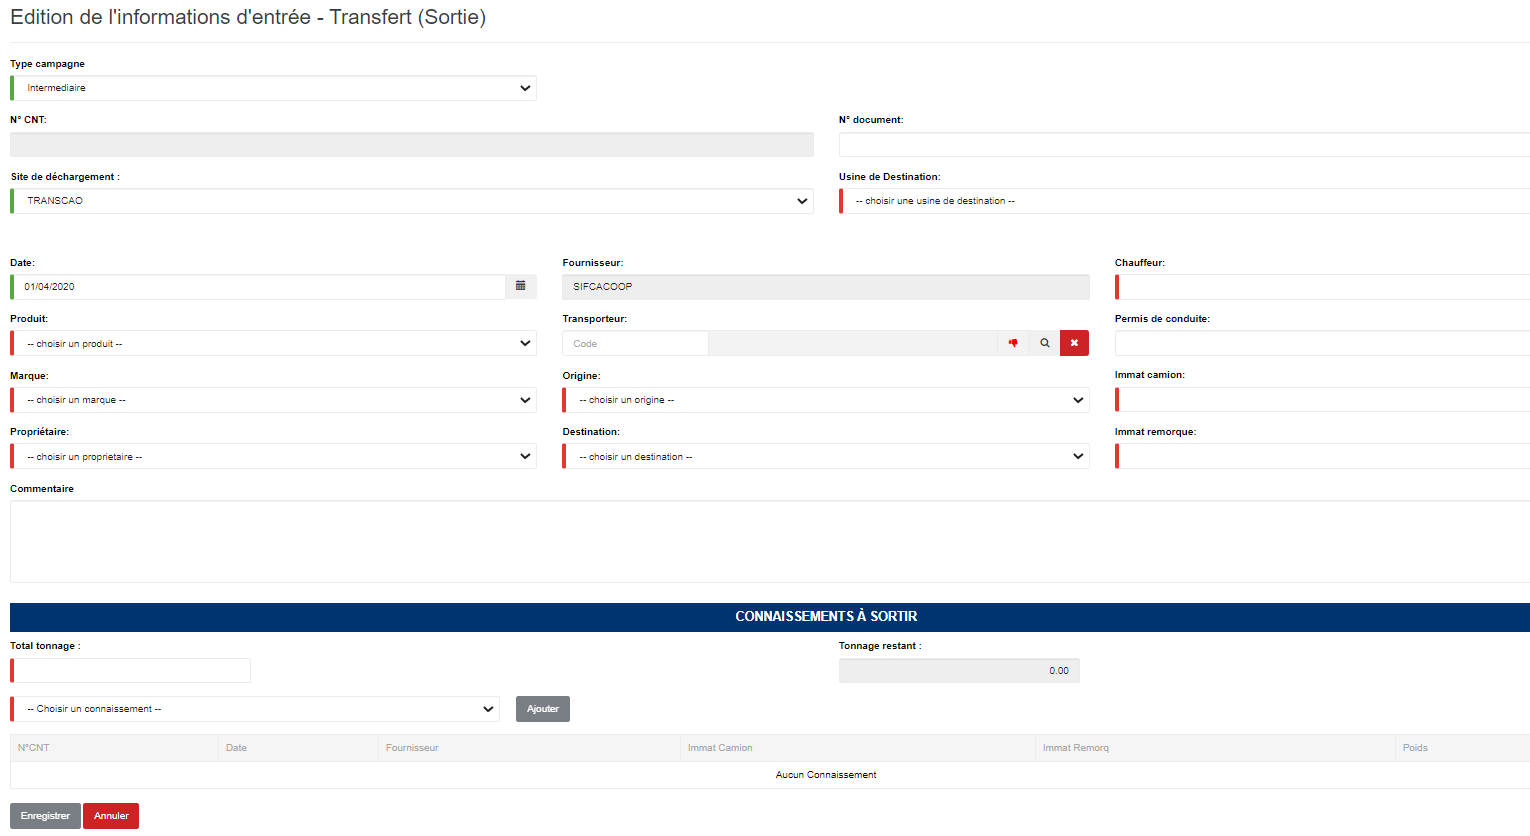 Edition de l'informations d'entrée - Transfert (Sortie)
Type campagne
Intermediaire
N° CNT:
N° document:
Site de déchargement :
Usine de Destination:
TRANSCAO
-- choisir une usine de destination --
Date:
Fournisseur:
Chauffeur:
01/04/2020
SIFCACOOP
Produit:
Transporteur:
Permis de conduite:
-- choisir un produit --
Code
Marque:
Origine:
Immat camion:
-- choisir un marque --
-- choisir un origine --
Propriétaire:
Destination:
Immat remorque:
-- choisir un proprietaire --
-- choisir un destination --
Commentaire
CONNAISSEMENTS À SORTIR
Total tonnage :
Tonnage restant :
0.00
-- Choisir un connaissement --
Ajouter
N°CNT
Date
Fournisseur
Immat Camion
Immat Remorq
Poids
Aucun Connaissement
Enregistrer
Annuler